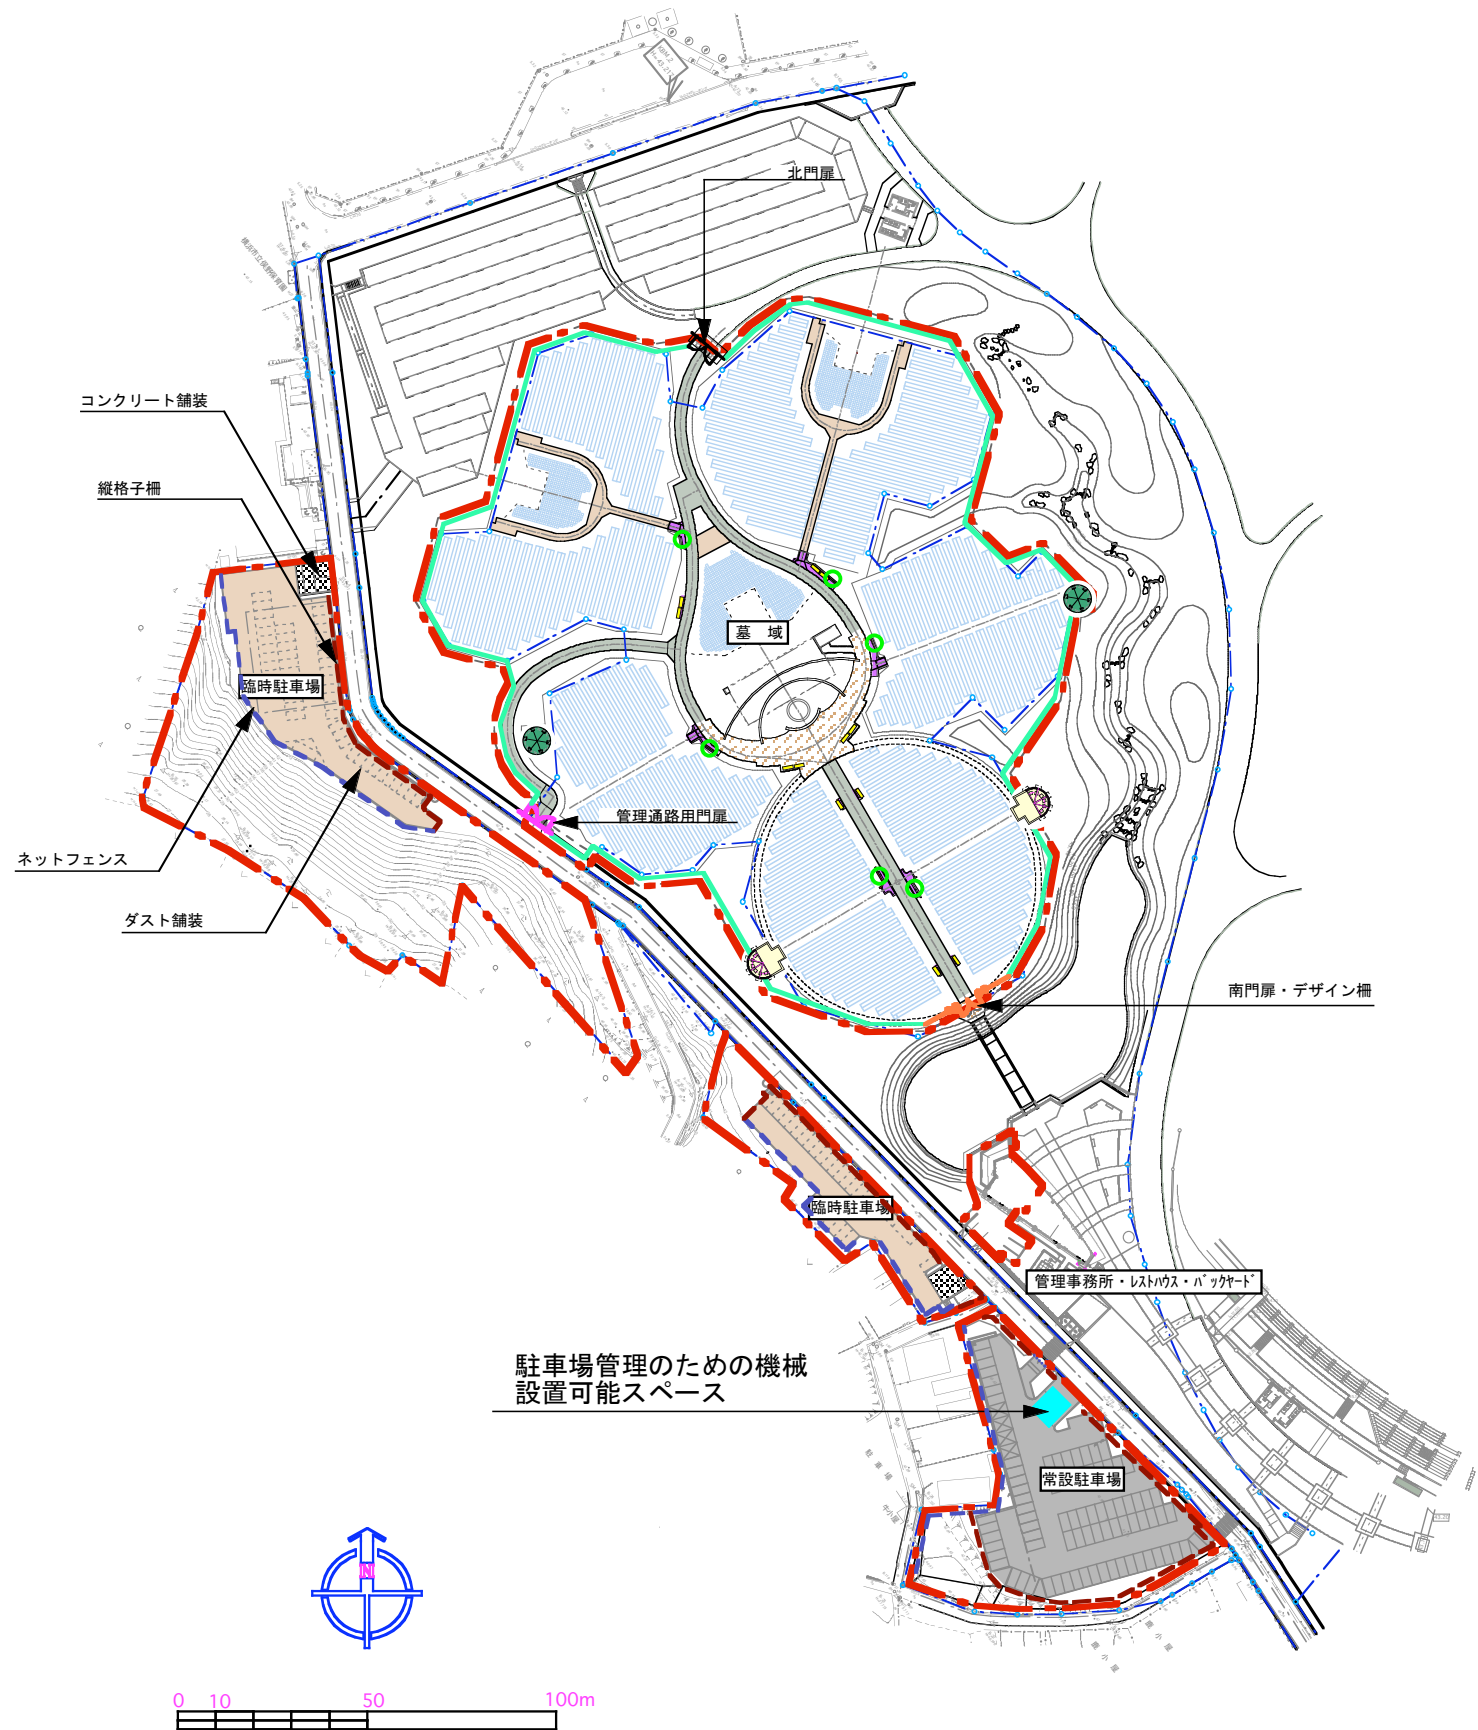 KBM.2
北門扉
コンクリート舗装
縦格子柵
墓　域
臨時駐車場
管理通路用門扉
ネットフェンス
ダスト舗装
南門扉・デザイン柵
臨時駐車場
管理事務所・ﾚｽﾄﾊｳｽ・ﾊﾞｯｸﾔｰﾄﾞ
駐車場管理のための機械
設置可能スペース
常設駐車場
N
0 10 50 100m